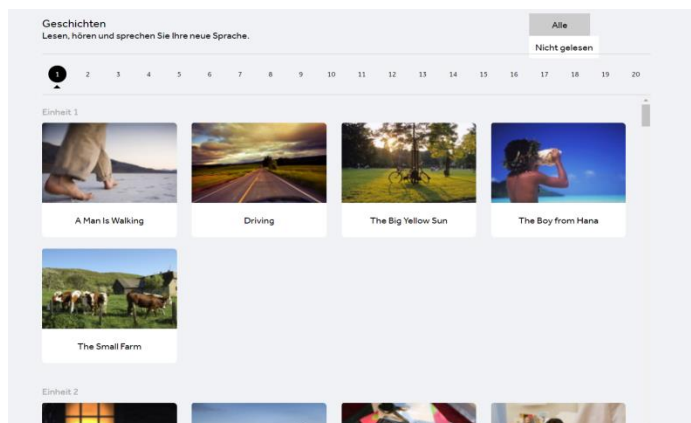 Geschichten
Lesen, hören und sprechen Sie Ihre neue Sprache.
Alle
Nicht gelesen
1 2 3 4 5 6 7 8 9 10 11 12 13 14 15 16 17 18 19 20
Einheit 1
A Man Is Walking
Driving
The Big Yellow Sun
The Boy from Hana
The Small Farm
Einheit 2